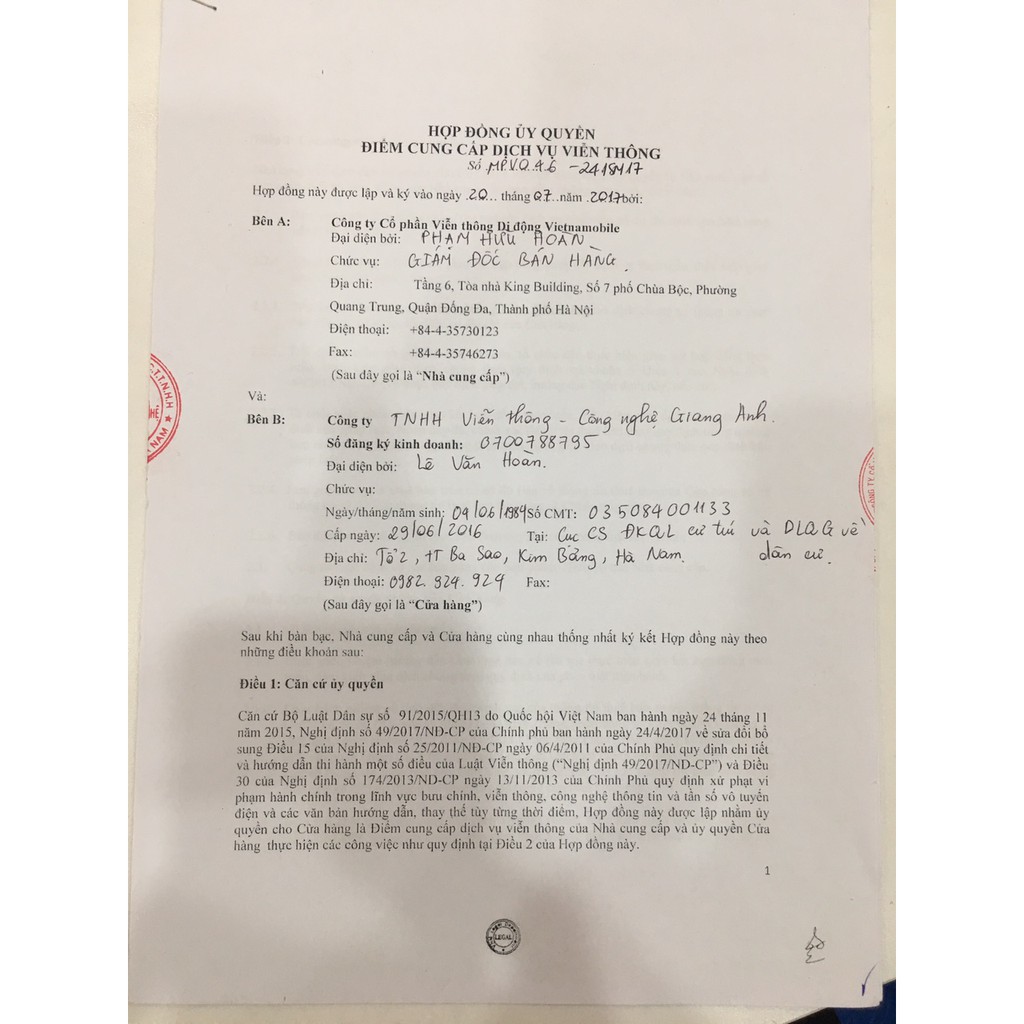 HỢP ĐỒNG ỦY QUYỀN
ĐIỂM CUNG CẤP DỊCH VỤ VIỄN THÔNG
Số MP.V.Q.46 -2418417
Hợp đồng này được lập và ký vào ngày .20... tháng 07..năm .2017bởi:
Bên A: Công ty Cổ phần Viễn thông Di động Vietnamobile
Đại diện bởi: PHẠM HỮU HOÀN
Chức vụ: GIÁM ĐỐC BÁN HÀNG.
Địa chỉ: Tầng 6, Tòa nhà King Building, Số 7 phố Chùa Bộc, Phường
Quang Trung, Quận Đống Đa, Thành phố Hà Nội
Điện thoại: +84-4-35730123
Fax: +84-4-35746273
(Sau đây gọi là “Nhà cung cấp”)
Và:
Bên B: Công ty TNHH Viễn thông - Công nghệ Giang Anh.
Số đăng ký kinh doanh: 0700788795
Đại diện bởi: Lê Văn Hoàn.
Chức vụ:
Ngày/tháng/năm sinh: 09/06/1984 Số CMT: 035084001133
Cấp ngày: 29/06/2016 Tại: Cục CS ĐKQL cư trú và DLQG về
dân cư.
Địa chỉ: Tổ 2, TT Ba Sao, Kim Bảng, Hà Nam.
Điện thoại: 0982. 924. 924 Fax:
(Sau đây gọi là “Cửa hàng”)
Sau khi bàn bạc, Nhà cung cấp và Cửa hàng cùng nhau thống nhất ký kết Hợp đồng này theo
những điều khoản sau:
Điều 1: Căn cứ ủy quyền
Căn cứ Bộ Luật Dân sự số 91/2015/QH13 do Quốc hội Việt Nam ban hành ngày 24 tháng 11
năm 2015, Nghị định số 49/2017/NĐ-CP của Chính phủ ban hành ngày 24/4/2017 về sửa đổi bổ
sung Điều 15 của Nghị định số 25/2011/NĐ-CP ngày 06/4/2011 của Chính Phủ quy định chi tiết
và hướng dẫn thi hành một số điều của Luật Viễn thông (“Nghị định 49/2017/NĐ-CP”) và Điều
30 của Nghị định số 174/2013/NĐ-CP ngày 13/11/2013 của Chính Phủ quy định xử phạt vi
phạm hành chính trong lĩnh vực bưu chính, viễn thông, công nghệ thông tin và tần số vô tuyến
điện và các văn bản hướng dẫn, thay thế tùy từng thời điểm, Hợp đồng này được lập nhằm ủy
quyền cho Cửa hàng là Điểm cung cấp dịch vụ viễn thông của Nhà cung cấp và ủy quyền Cửa
hàng thực hiện các công việc như quy định tại Điều 2 của Hợp đồng này.
1
LEGAL